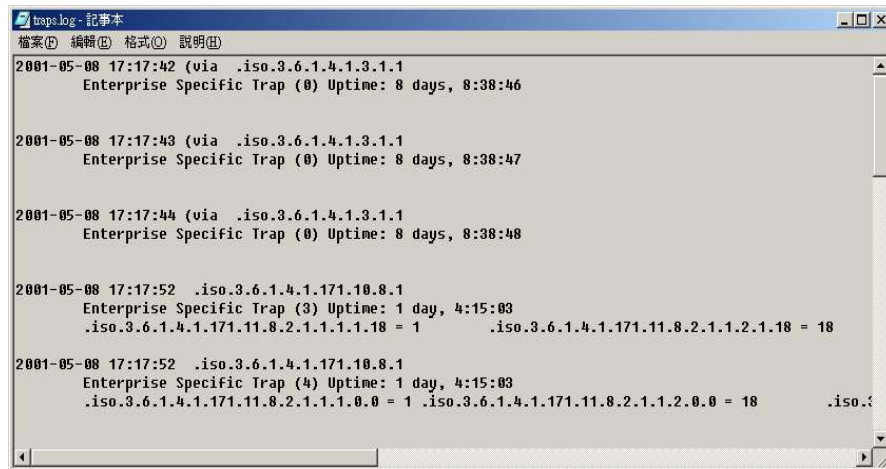 traps.log - 記事本
檔案(F) 編輯(E) 格式(O) 說明(H)
2001-05-08 17:17:42 (via .iso.3.6.1.4.1.3.1.1
Enterprise Specific Trap (0) Uptime: 8 days, 8:38:46
2001-05-08 17:17:43 (via .iso.3.6.1.4.1.3.1.1
Enterprise Specific Trap (0) Uptime: 8 days, 8:38:47
2001-05-08 17:17:44 (via .iso.3.6.1.4.1.3.1.1
Enterprise Specific Trap (0) Uptime: 8 days, 8:38:48
2001-05-08 17:17:52 .iso.3.6.1.4.1.171.10.8.1
Enterprise Specific Trap (3) Uptime: 1 day, 4:15:03
.iso.3.6.1.4.1.171.11.8.2.1.1.1.1.18 = 1 .iso.3.6.1.4.1.171.11.8.2.1.1.2.1.18 = 18
2001-05-08 17:17:52 .iso.3.6.1.4.1.171.10.8.1
Enterprise Specific Trap (4) Uptime: 1 day, 4:15:03
.iso.3.6.1.4.1.171.11.8.2.1.1.1.0.0 = 1 .iso.3.6.1.4.1.171.11.8.2.1.1.2.0.0 = 18 .iso.3